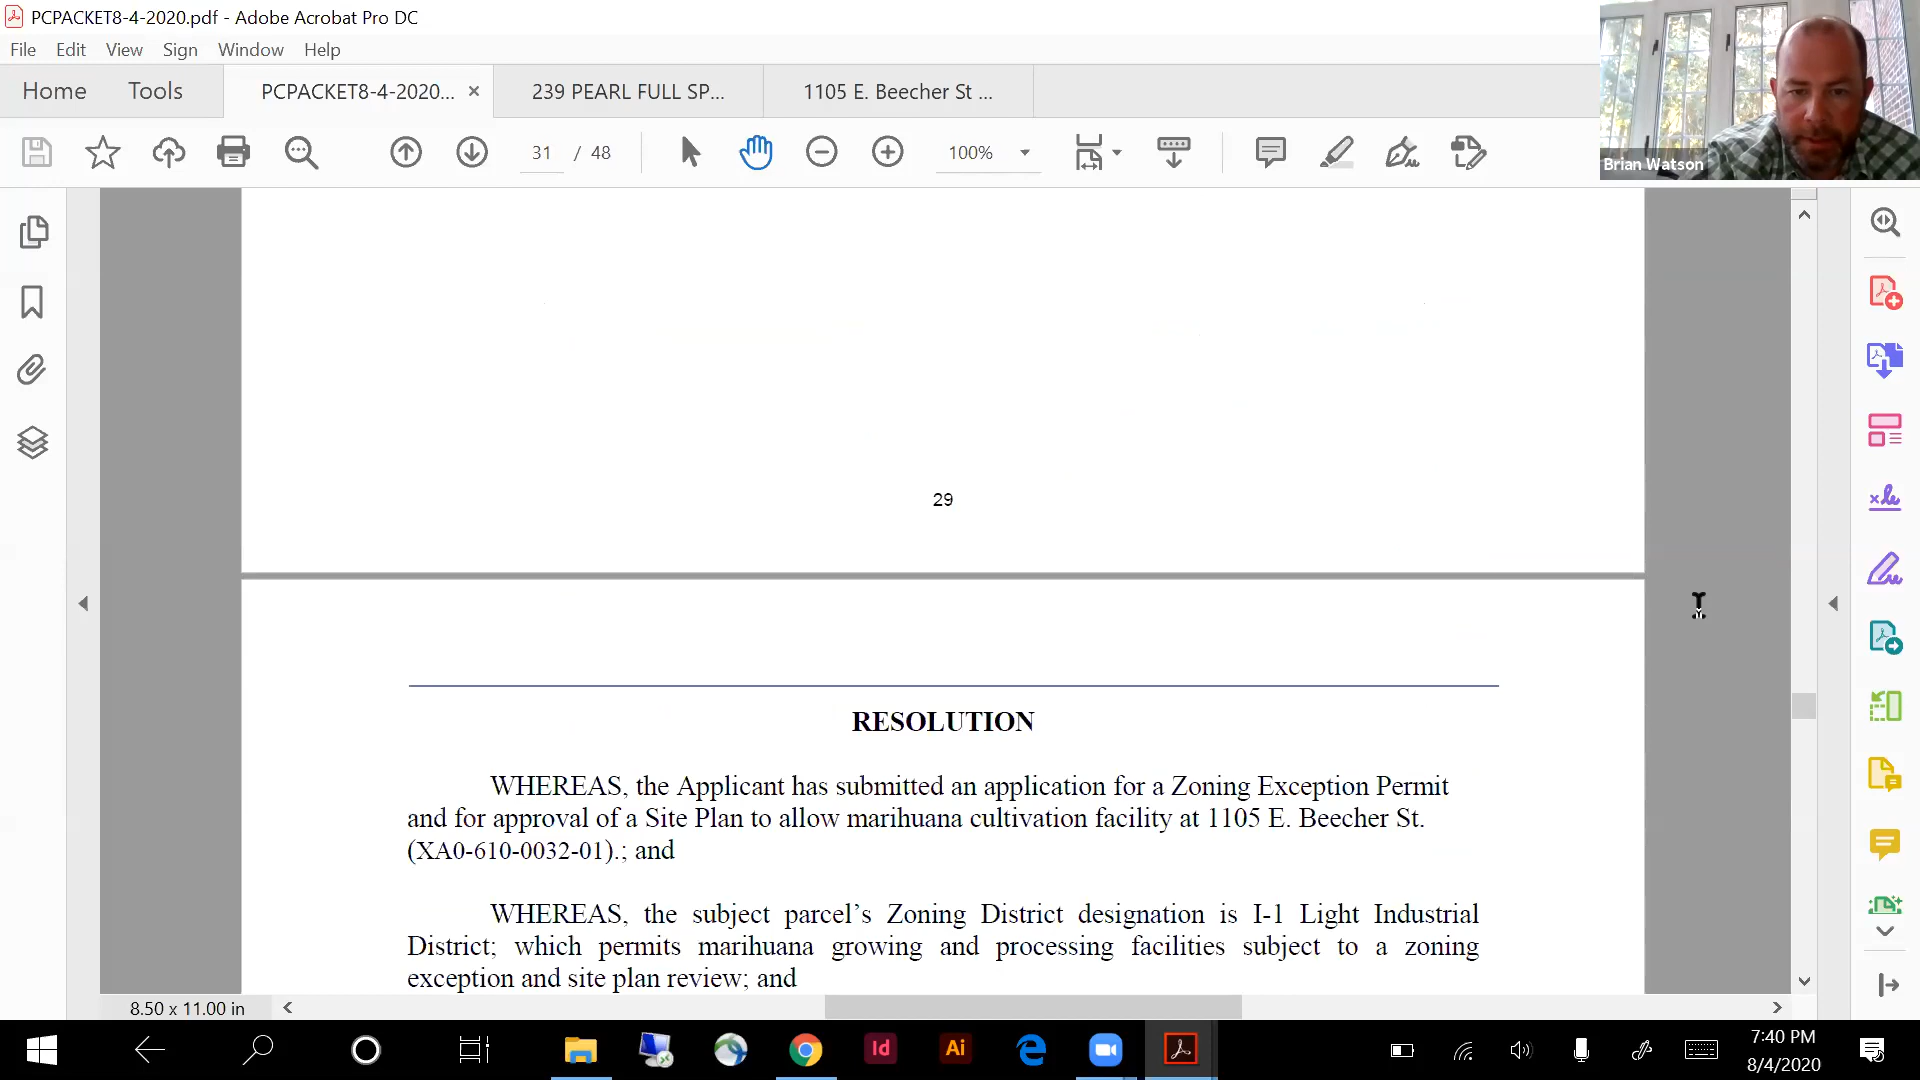 PCPACKET8-4-2020.pdf - Adobe Acrobat Pro DC
File Edit View Sign Window Help
Home Tools PCPACKET8-4-2020... × 239 PEARL FULL SP... 1105 E. Beecher St ...
31 / 48 100%
Brian Watson
29
RESOLUTION
WHEREAS, the Applicant has submitted an application for a Zoning Exception Permit
and for approval of a Site Plan to allow marihuana cultivation facility at 1105 E. Beecher St.
(XA0-610-0032-01).; and
WHEREAS, the subject parcel’s Zoning District designation is I-1 Light Industrial
District; which permits marihuana growing and processing facilities subject to a zoning
exception and site plan review; and
8.50 x 11.00 in
Id Ai
7:40 PM
8/4/2020